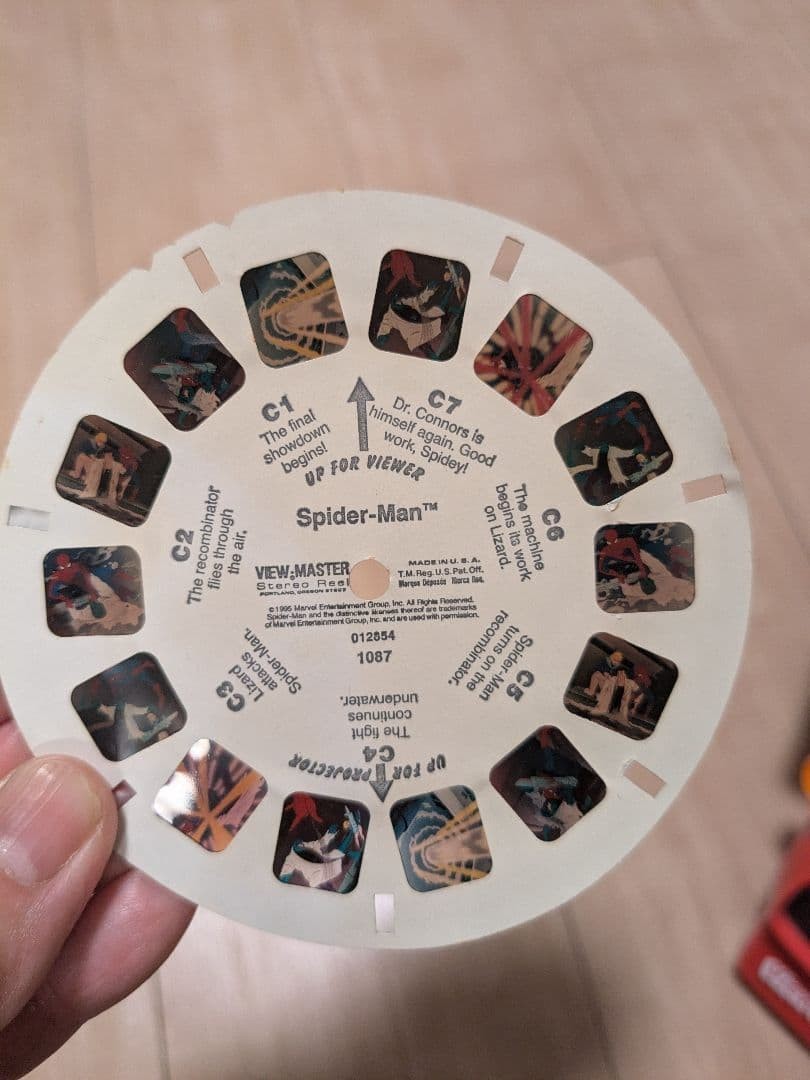 C1
The final
showdown
begins!
UP FOR VIEWER
C7
Dr. Connors is
himself again. Good
work, Spidey!
Spider-Man™
C2
The recombinator
flies through
the air.
C6
The machine
begins its work
on Lizard.
VIEW-MASTER
Stereo Reel
PORTLAND, OREGON 97207
MADE IN U. S. A.
T.M. Reg. U.S. Pat. Off.
Marque Déposée Marca Reg.
©1995 Marvel Entertainment Group, Inc. All Rights Reserved.
Spider-Man and the distinctive likeness thereof are trademarks
of Marvel Entertainment Group, Inc. and are used with permission.
012854
1087
C3
Lizard
attacks
Spider-Man.
C5
Spider-Man
turns on the
recombinator.
C4
The fight
continues
underwater.
UP FOR PROJECTOR